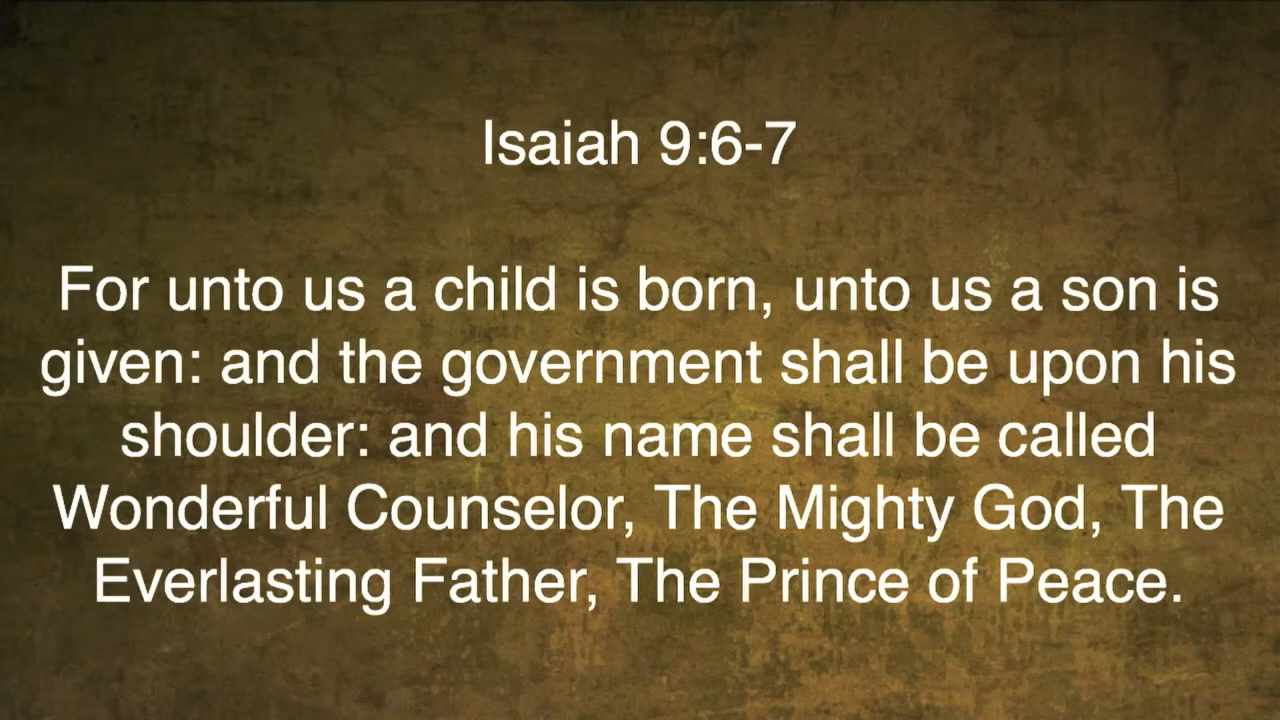 Isaiah 9:6-7
For unto us a child is born, unto us a son is
given: and the government shall be upon his
shoulder: and his name shall be called
Wonderful Counselor, The Mighty God, The
Everlasting Father, The Prince of Peace.